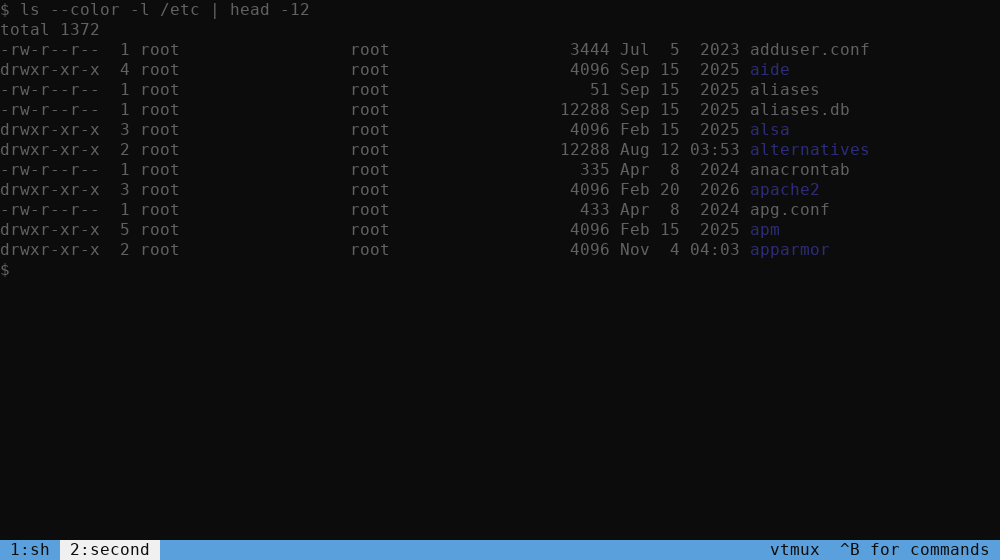 $ ls --color -l /etc | head -12
total 1372
-rw-r--r--  1 root                 root                  3444 Jul  5  2023 adduser.conf
drwxr-xr-x  4 root                 root                  4096 Sep 15  2025 aide
-rw-r--r--  1 root                 root                    51 Sep 15  2025 aliases
-rw-r--r--  1 root                 root                 12288 Sep 15  2025 aliases.db
drwxr-xr-x  3 root                 root                  4096 Feb 15  2025 alsa
drwxr-xr-x  2 root                 root                 12288 Aug 12 03:53 alternatives
-rw-r--r--  1 root                 root                   335 Apr  8  2024 anacrontab
drwxr-xr-x  3 root                 root                  4096 Feb 20  2026 apache2
-rw-r--r--  1 root                 root                   433 Apr  8  2024 apg.conf
drwxr-xr-x  5 root                 root                  4096 Feb 15  2025 apm
drwxr-xr-x  2 root                 root                  4096 Nov  4 04:03 apparmor
$
1:sh  2:second  vtmux  ^B for commands